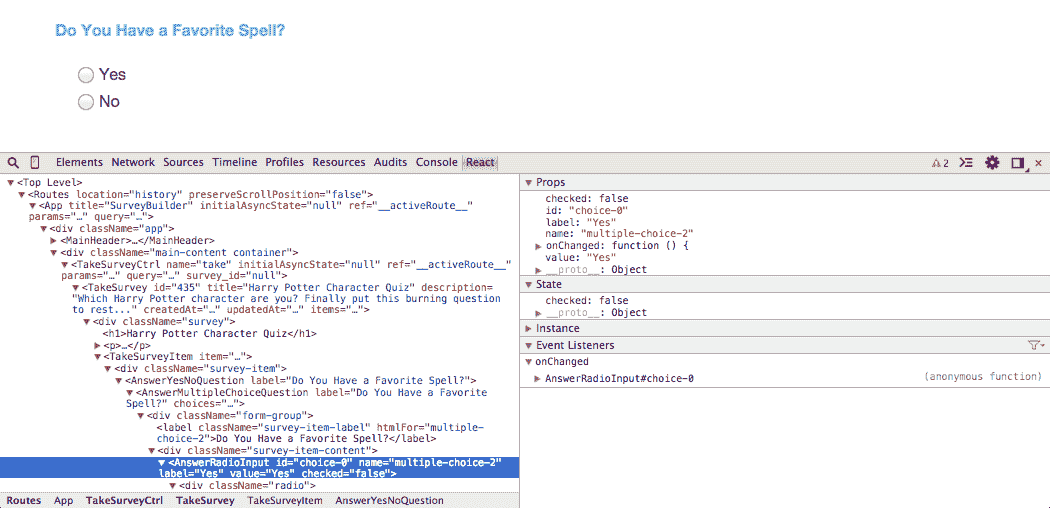 Do You Have a Favorite Spell?
Yes
No
Elements Network Sources Timeline Profiles Resources Audits Console React
2
<Top Level>
<Routes location="history" preserveScrollPosition="false">
<App title="SurveyBuilder" initialAsyncState="null" ref="__activeRoute__"
params="…" query="…">
<div className="app">
<MainHeader>…</MainHeader>
<div className="main-content container">
<TakeSurveyCtrl name="take" initialAsyncState="null" ref="__activeRoute__"
params="…" query="…" survey_id="null">
<TakeSurvey id="435" title="Harry Potter Character Quiz" description=
"Which Harry Potter character are you? Finally put this burning question
to rest..." createdAt="…" updatedAt="…" items="…">
<div className="survey">
<h1>Harry Potter Character Quiz</h1>
<p>…</p>
<TakeSurveyItem item="…">
<div className="survey-item">
<AnswerYesNoQuestion label="Do You Have a Favorite Spell?">
<AnswerMultipleChoiceQuestion label="Do You Have a Favorite
Spell?" choices="…">
<div className="form-group">
<label className="survey-item-label" htmlFor="multiple-
choice-2">Do You Have a Favorite Spell?</label>
<div className="survey-item-content">
<AnswerRadioInput id="choice-0" name="multiple-choice-2"
label="Yes" value="Yes" checked="false">
<div className="radio">
Routes App TakeSurveyCtrl TakeSurvey TakeSurveyItem AnswerYesNoQuestion
Props
checked: false
id: "choice-0"
label: "Yes"
name: "multiple-choice-2"
onChanged: function () {
value: "Yes"
__proto__: Object
State
checked: false
__proto__: Object
Instance
Event Listeners
onChanged
AnswerRadioInput#choice-0 (anonymous function)